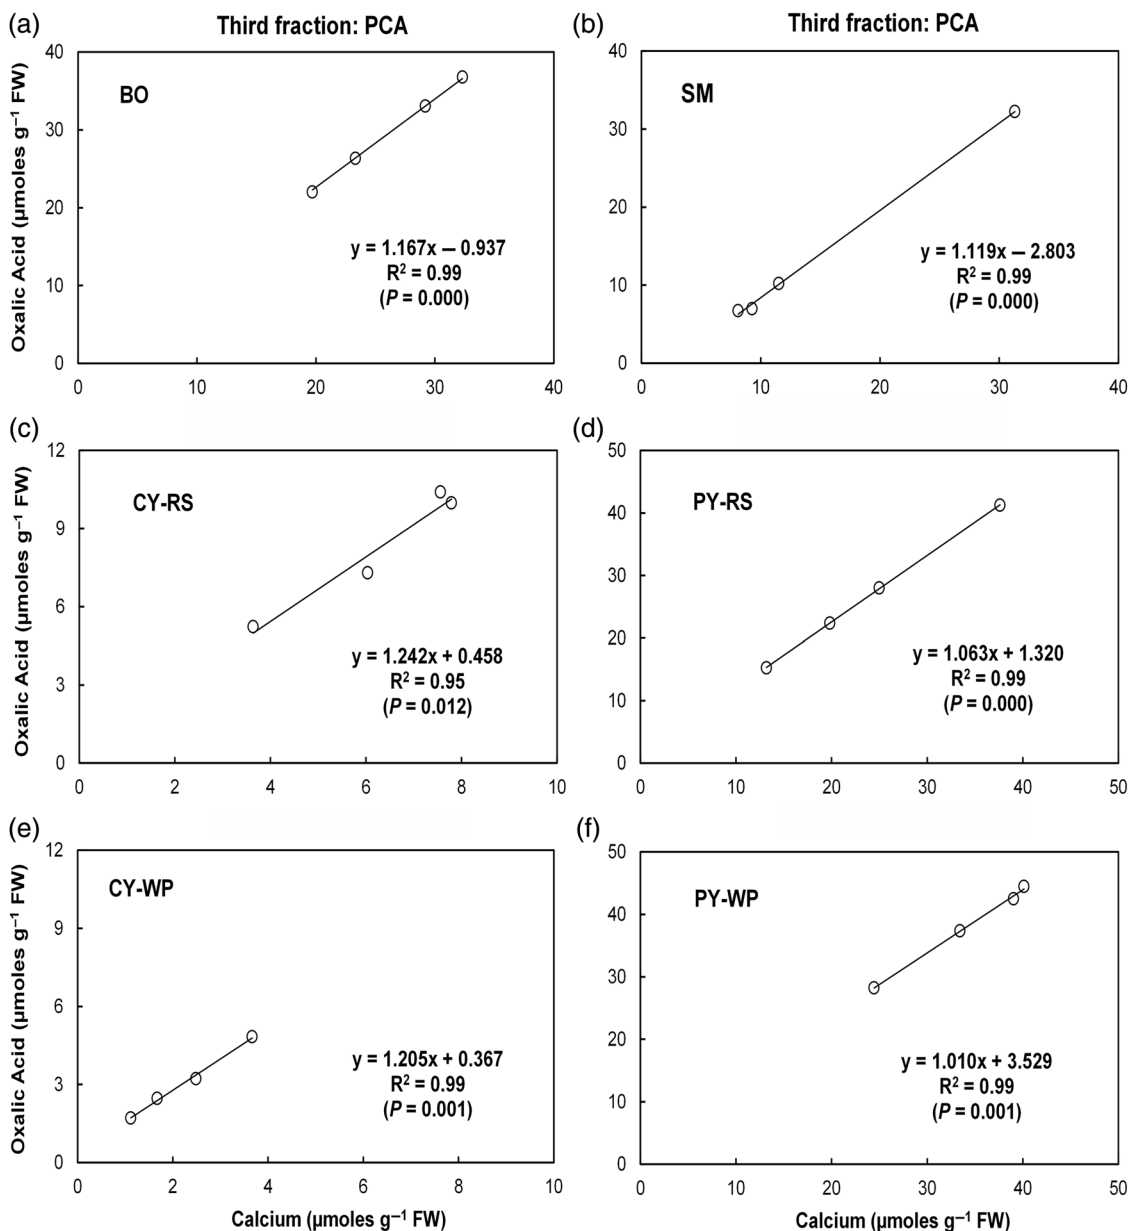 (a) Third fraction: PCA
BO
y = 1.167x – 0.937
R² = 0.99
(P = 0.000)
40
30
20
10
0
0 10 20 30 40
Oxalic Acid (μmoles g⁻¹ FW)
(b) Third fraction: PCA
SM
y = 1.119x – 2.803
R² = 0.99
(P = 0.000)
40
30
20
10
0
0 10 20 30 40
(c)
CY-RS
y = 1.242x + 0.458
R² = 0.95
(P = 0.012)
12
9
6
3
0
0 2 4 6 8 10
Oxalic Acid (μmoles g⁻¹ FW)
(d)
PY-RS
y = 1.063x + 1.320
R² = 0.99
(P = 0.000)
50
40
30
20
10
0
0 10 20 30 40 50
(e)
CY-WP
y = 1.205x + 0.367
R² = 0.99
(P = 0.001)
12
9
6
3
0
0 2 4 6 8 10
Oxalic Acid (μmoles g⁻¹ FW)
Calcium (μmoles g⁻¹ FW)
(f)
PY-WP
y = 1.010x + 3.529
R² = 0.99
(P = 0.001)
50
40
30
20
10
0
0 10 20 30 40 50
Calcium (μmoles g⁻¹ FW)